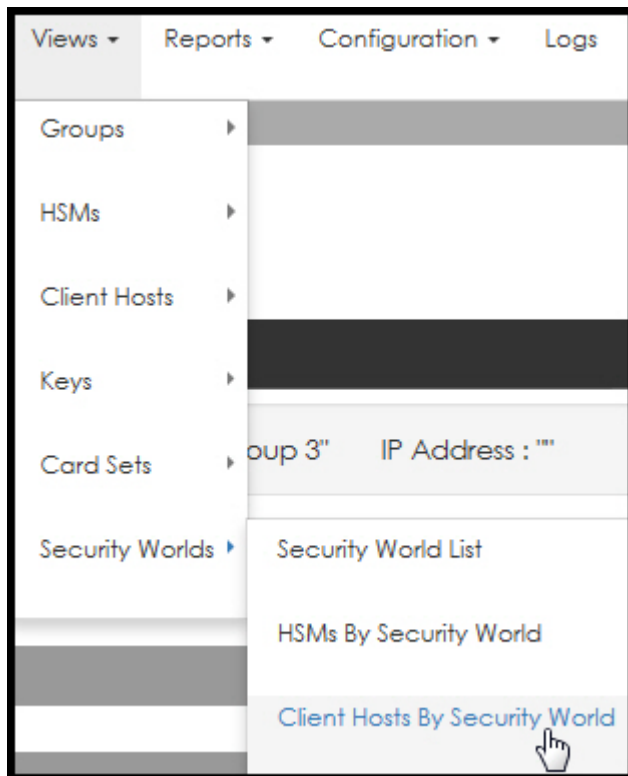 Views Reports Configuration Logs
Groups
HSMs
Client Hosts
Keys
Card Sets
oup 3" IP Address : ""
Security Worlds
Security World List
HSMs By Security World
Client Hosts By Security World